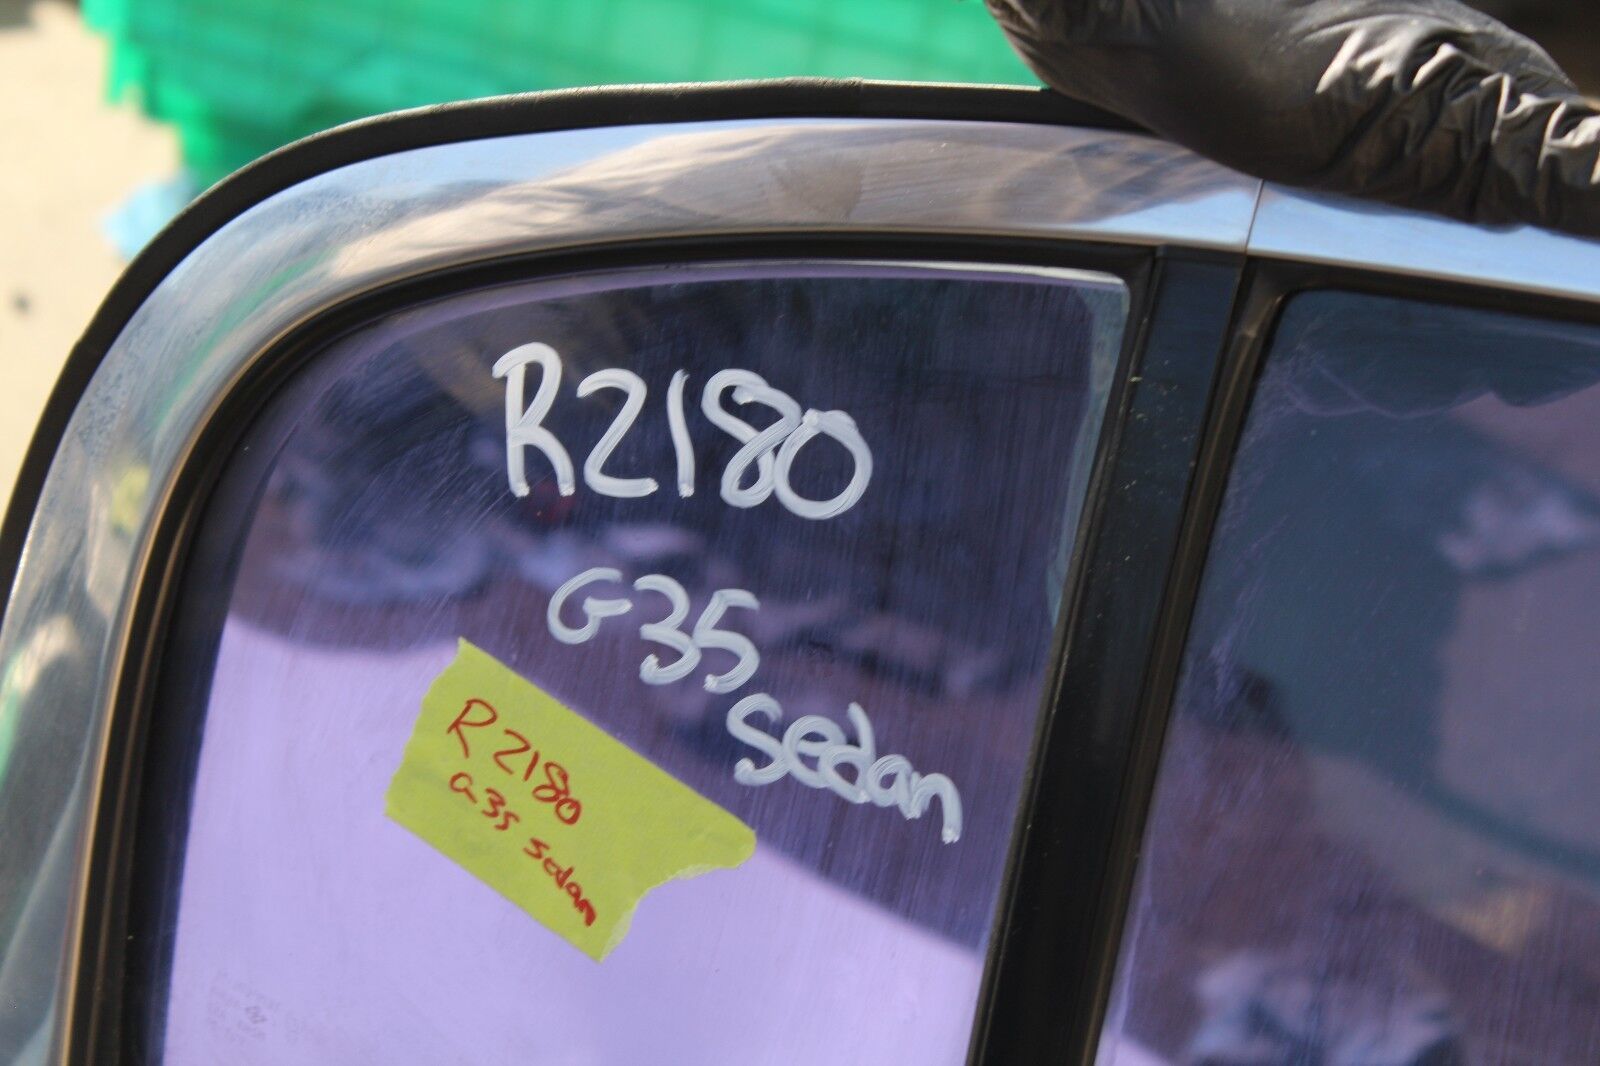 R2180
G35
sedan
R2180
G35 sedan